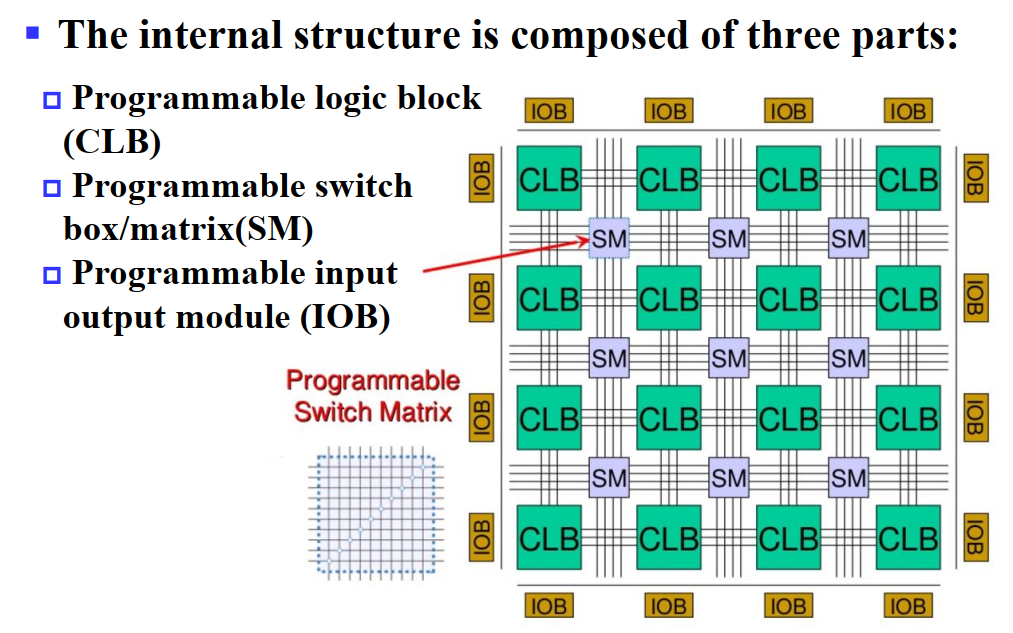 The internal structure is composed of three parts:
Programmable logic block
(CLB)
Programmable switch
box/matrix(SM)
Programmable input
output module (IOB)
Programmable
Switch Matrix
IOB IOB IOB IOB
IOB CLB CLB CLB CLB IOB
SM SM SM
IOB CLB CLB CLB CLB IOB
SM SM SM
IOB CLB CLB CLB CLB IOB
SM SM SM
IOB CLB CLB CLB CLB IOB
IOB IOB IOB IOB